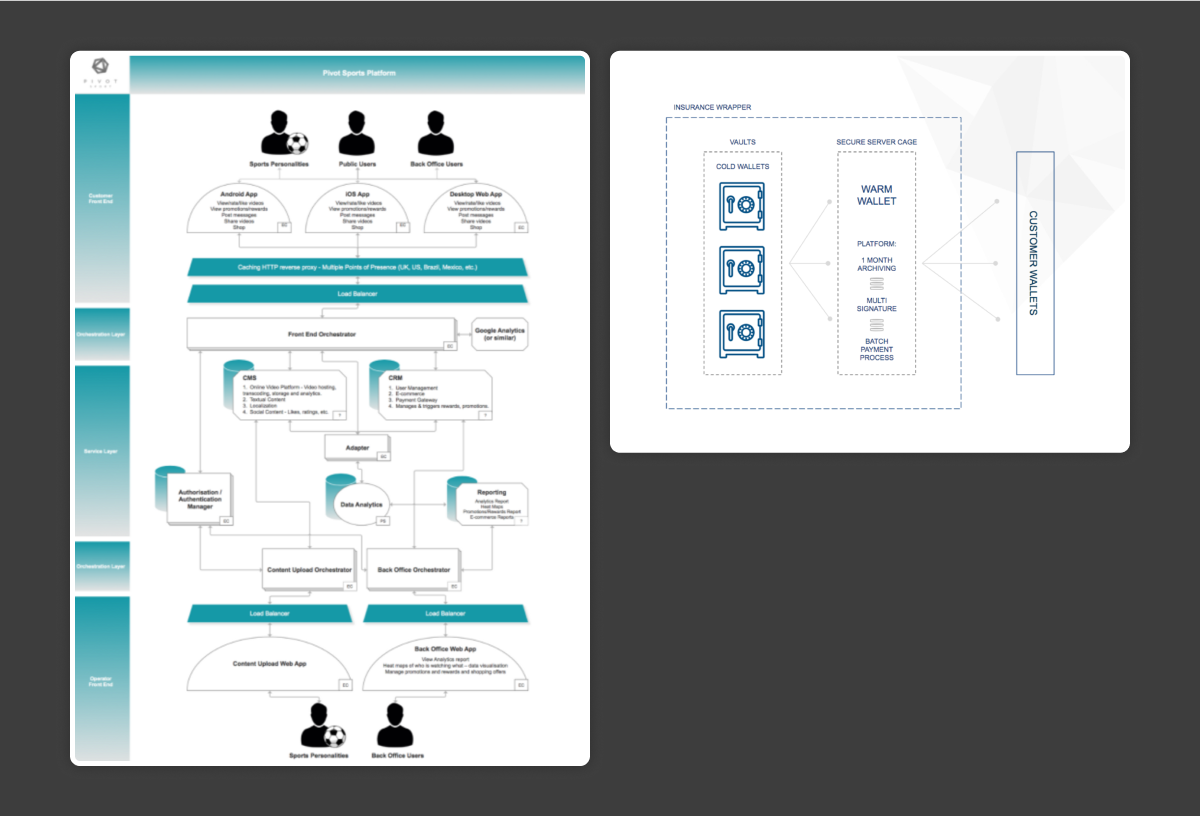 PIVOT
Pivot Sports Platform
Customer
Front End
Sports Personalities
Public Users
Back Office Users
Android App
View/rate/like videos
View promotions/rewards
Post messages
Share videos
Shop
EC
iOS App
View/rate/like videos
View promotions/rewards
Post messages
Share videos
Shop
EC
Desktop Web App
View/rate/like videos
View promotions/rewards
Post messages
Share videos
Shop
EC
Caching HTTP reverse proxy - Multiple Points of Presence (UK, US, Brazil, Mexico, etc.)
Load Balancer
Orchestration Layer
Front End Orchestrator
EC
Google Analytics
(or similar)
Service Layer
CMS
1. Online Video Platform - Video hosting,
transcoding, storage and analytics.
2. Textual Content
3. Localization
4. Social Content - Likes, ratings, etc.
T
CRM
1. User Management
2. E-commerce
3. Payment Gateway
4. Manages & triggers rewards, promotions.
T
Adapter
EC
Authorisation /
Authentication
Manager
EC
Data Analytics
Reporting
Analytics Report
Heat Maps
Promotions/Rewards Report
E-commerce Reports
T
Orchestration Layer
Content Upload Orchestrator
EC
Back Office Orchestrator
EC
Operator
Front End
Load Balancer
Load Balancer
Content Upload Web App
EC
Back Office Web App
View Analytics report
Heat maps of who is watching what – data visualisation
Manage promotions and rewards and shopping offers
EC
Sports Personalities
Back Office Users
INSURANCE WRAPPER
VAULTS
COLD WALLETS
SECURE SERVER CAGE
WARM
WALLET
PLATFORM:
1 MONTH
ARCHIVING
MULTI
SIGNATURE
BATCH
PAYMENT
PROCESS
CUSTOMER WALLETS